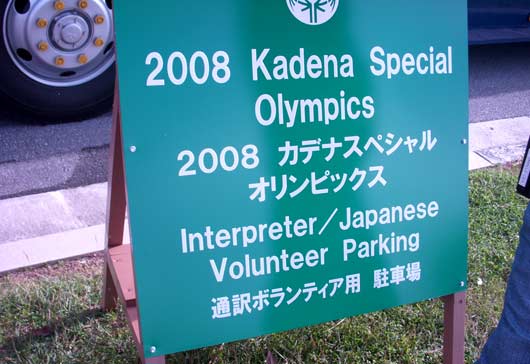 2008 Kadena Special
Olympics
2008 カデナスペシャル
オリンピックス
Interpreter/Japanese
Volunteer Parking
通訳ボランティア用 駐車場